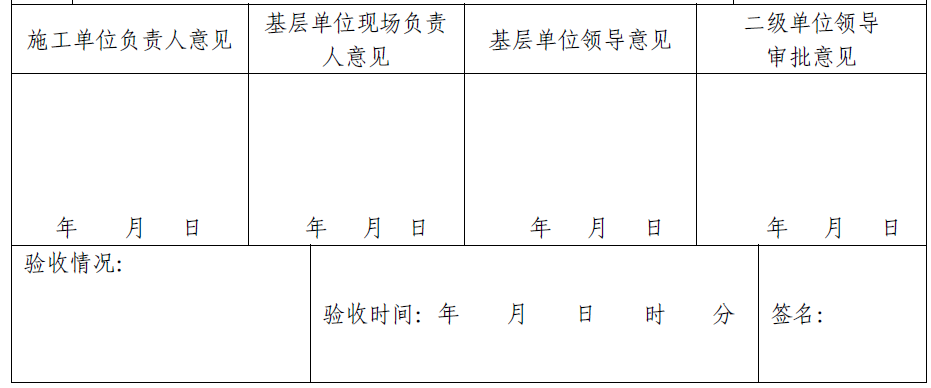 施工单位负责人意见
基层单位现场负责
人意见
基层单位领导意见
二级单位领导
审批意见
年 月 日
年 月 日
年 月 日
年 月 日
验收情况：
验收时间：年 月 日 时 分
签名：